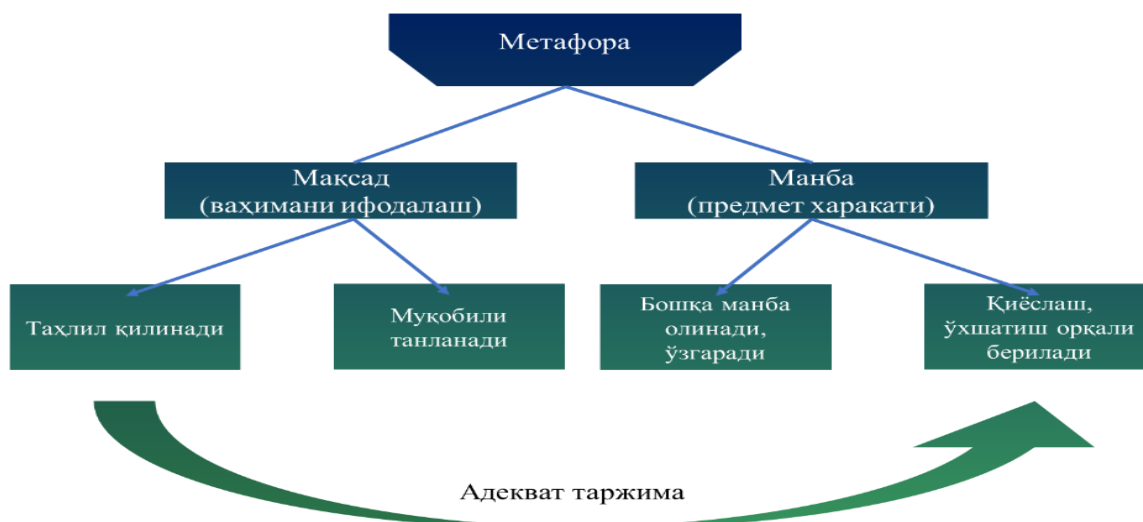 Метафора
Мақсад
(ваҳимани ифодалаш)
Манба
(предмет харакати)
Таҳлил қилинади
Муқобили
танланади
Бошқа манба
олинади,
ўзгаради
Қиёслаш,
ўхшатиш орқали
берилади
Адекват таржима